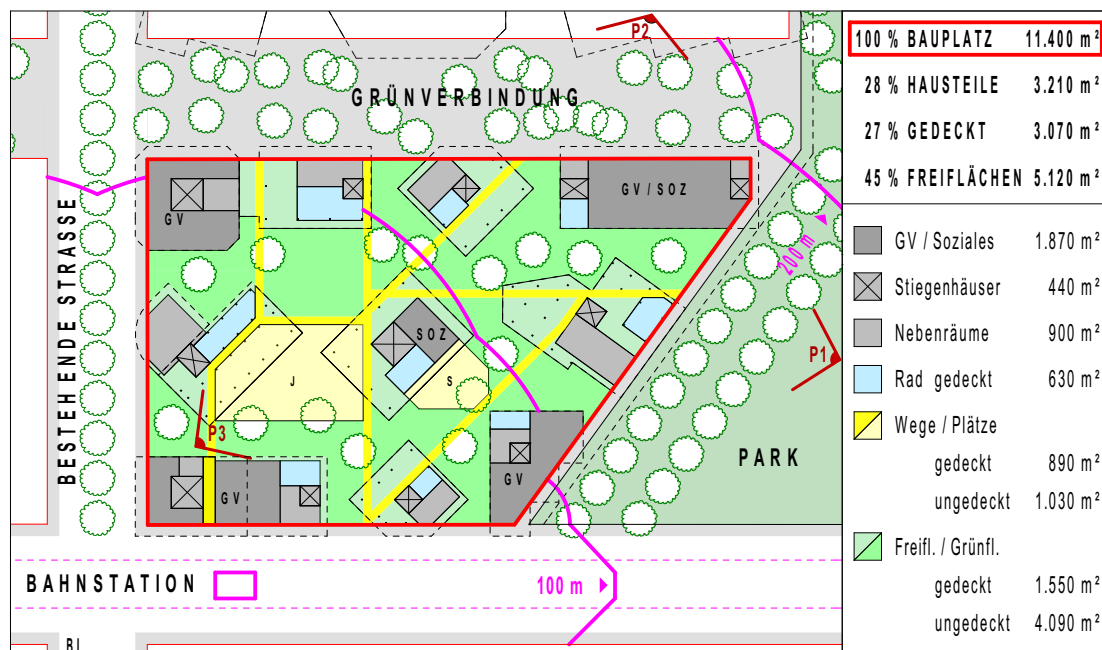 P2
GRÜNVERBINDUNG
GV
GV / SOZ
BESTEHENDE STRASSE
200 m
SOZ
J
S
P1
P3
GV
GV
PARK
BAHNSTATION
100 m
100 % BAUPLATZ 11.400 m²
28 % HAUSTEILE 3.210 m²
27 % GEDECKT 3.070 m²
45 % FREIFLÄCHEN 5.120 m²
GV / Soziales 1.870 m²
Stiegenhäuser 440 m²
Nebenräume 900 m²
Rad gedeckt 630 m²
Wege / Plätze
gedeckt 890 m²
ungedeckt 1.030 m²
Freifl. / Grünfl.
gedeckt 1.550 m²
ungedeckt 4.090 m²